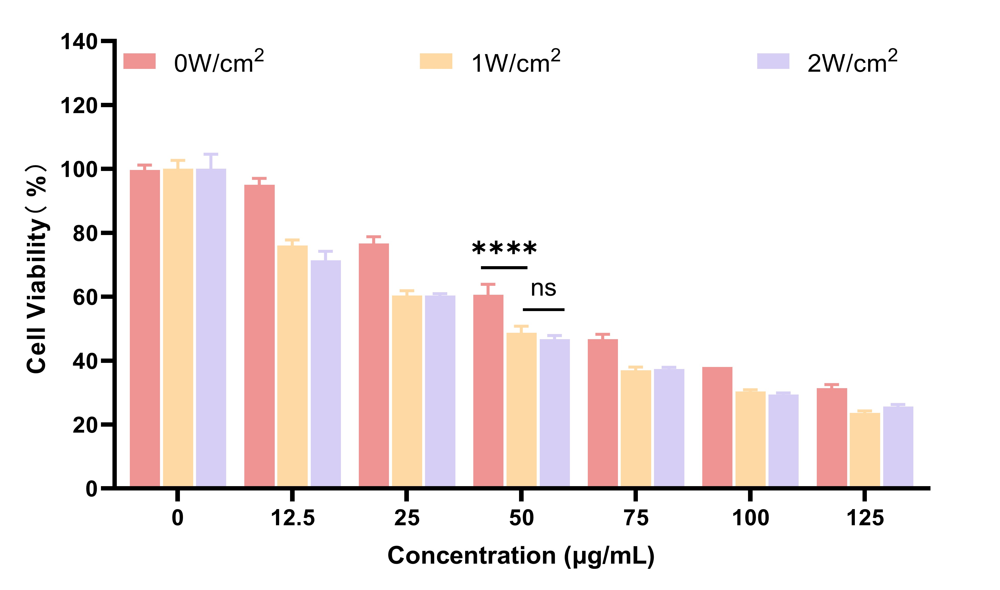 Cell Viability（ %）
140
120
100
80
60
40
20
0
0W/cm²
1W/cm²
2W/cm²
****
ns
0
12.5
25
50
75
100
125
Concentration (μg/mL)